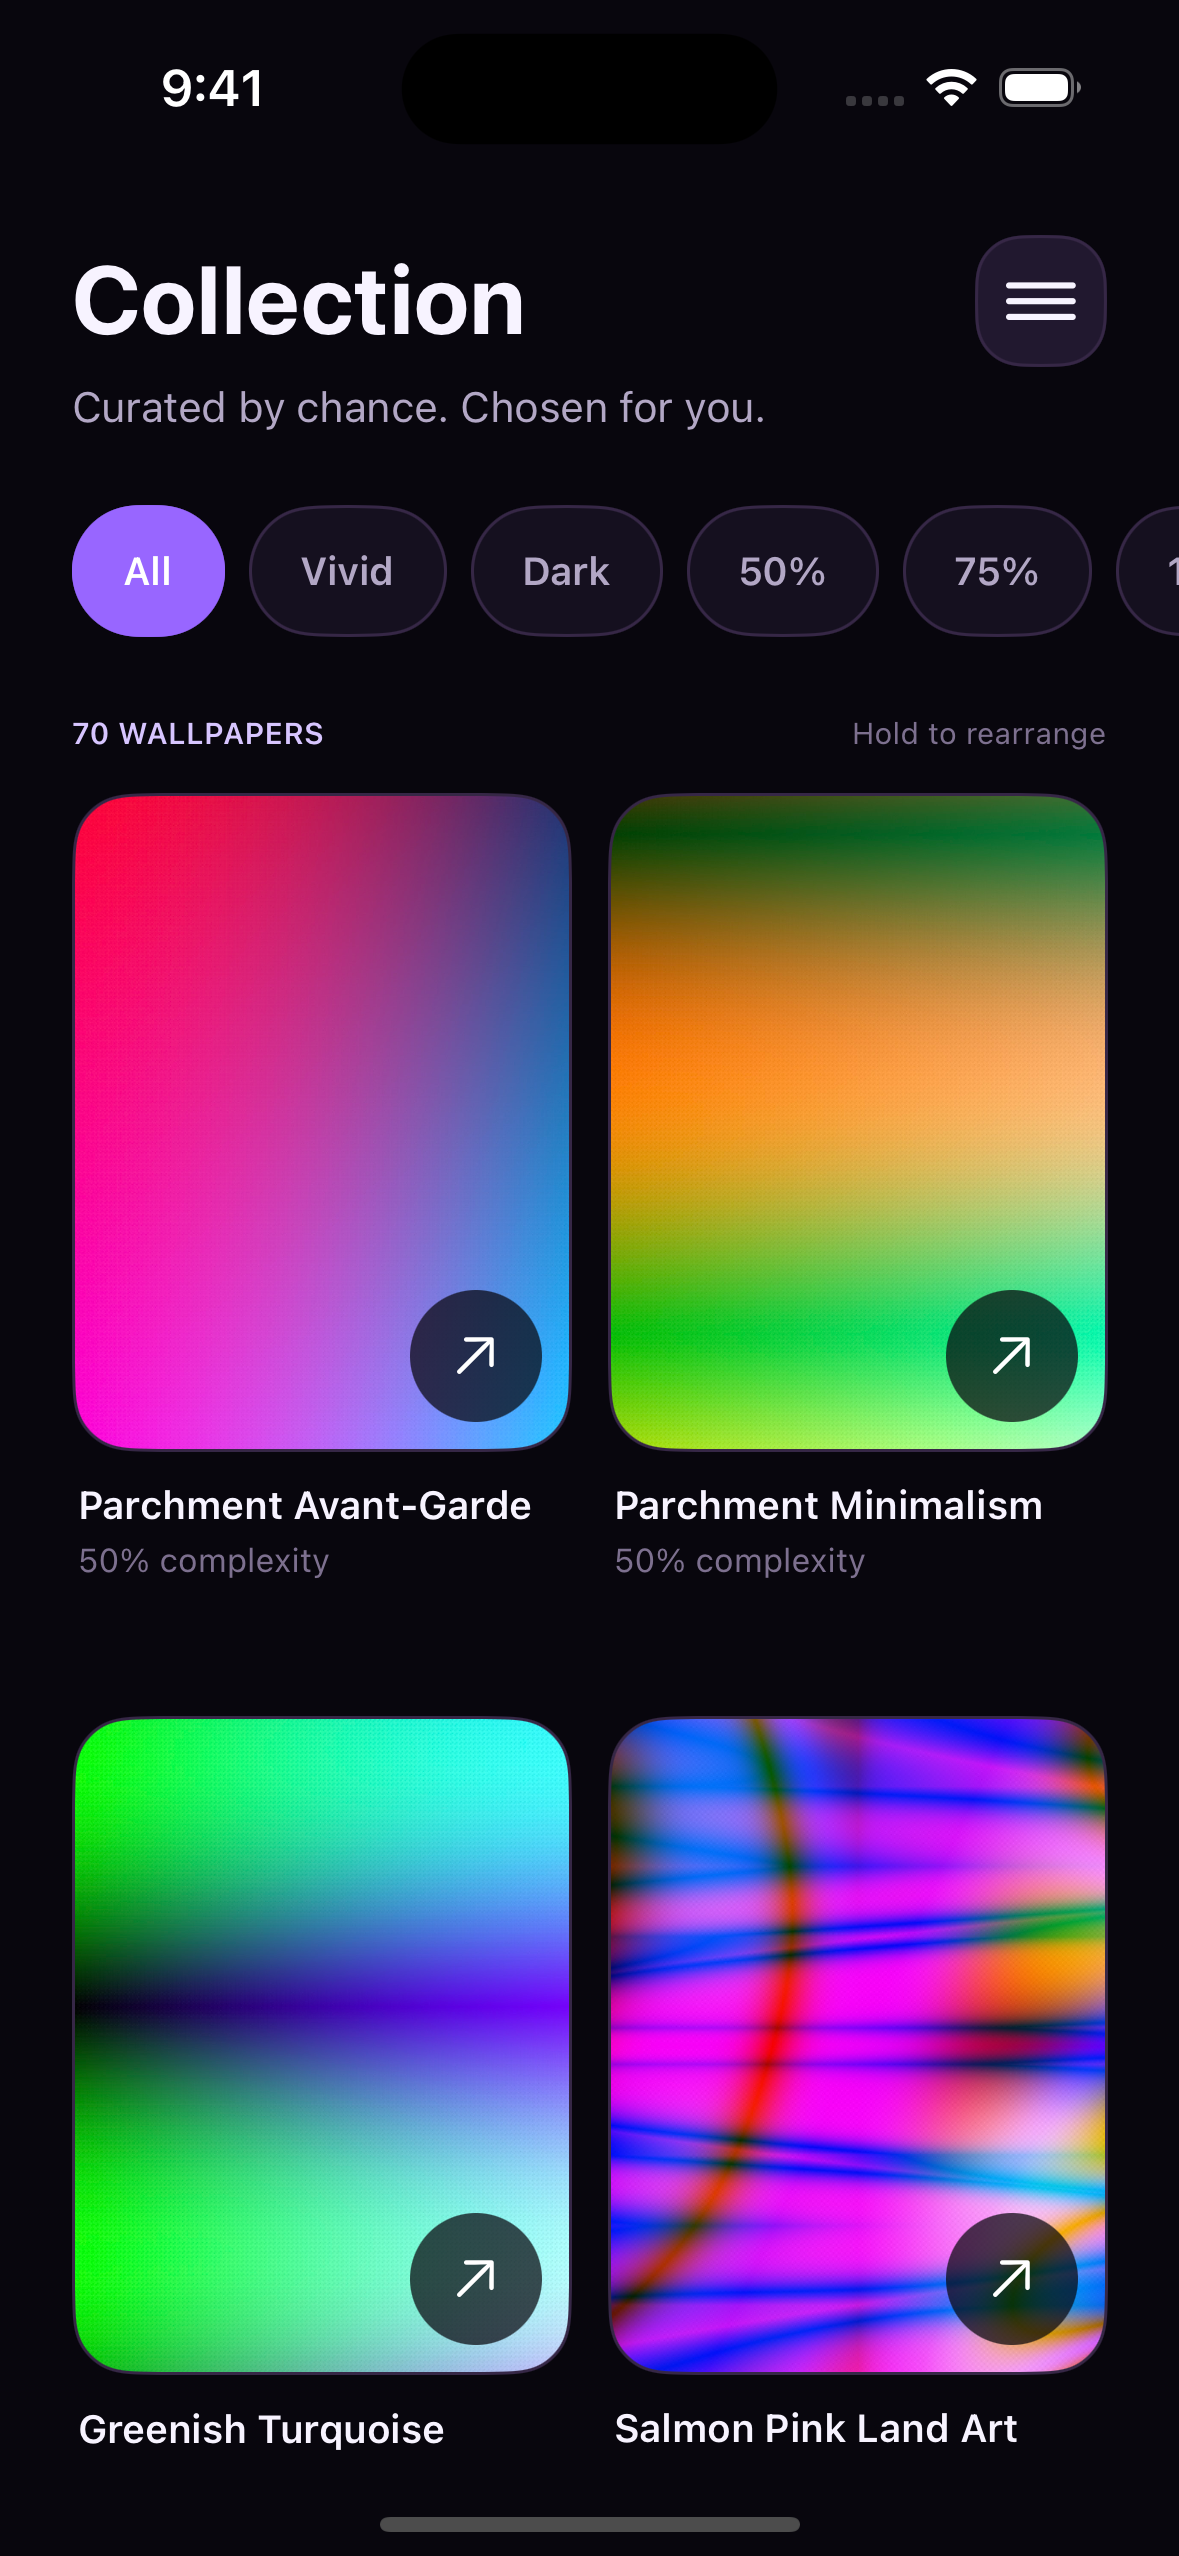 9:41
Collection
Curated by chance. Chosen for you.
All Vivid Dark 50% 75%
70 WALLPAPERS Hold to rearrange
Parchment Avant-Garde Parchment Minimalism
50% complexity 50% complexity
Greenish Turquoise Salmon Pink Land Art